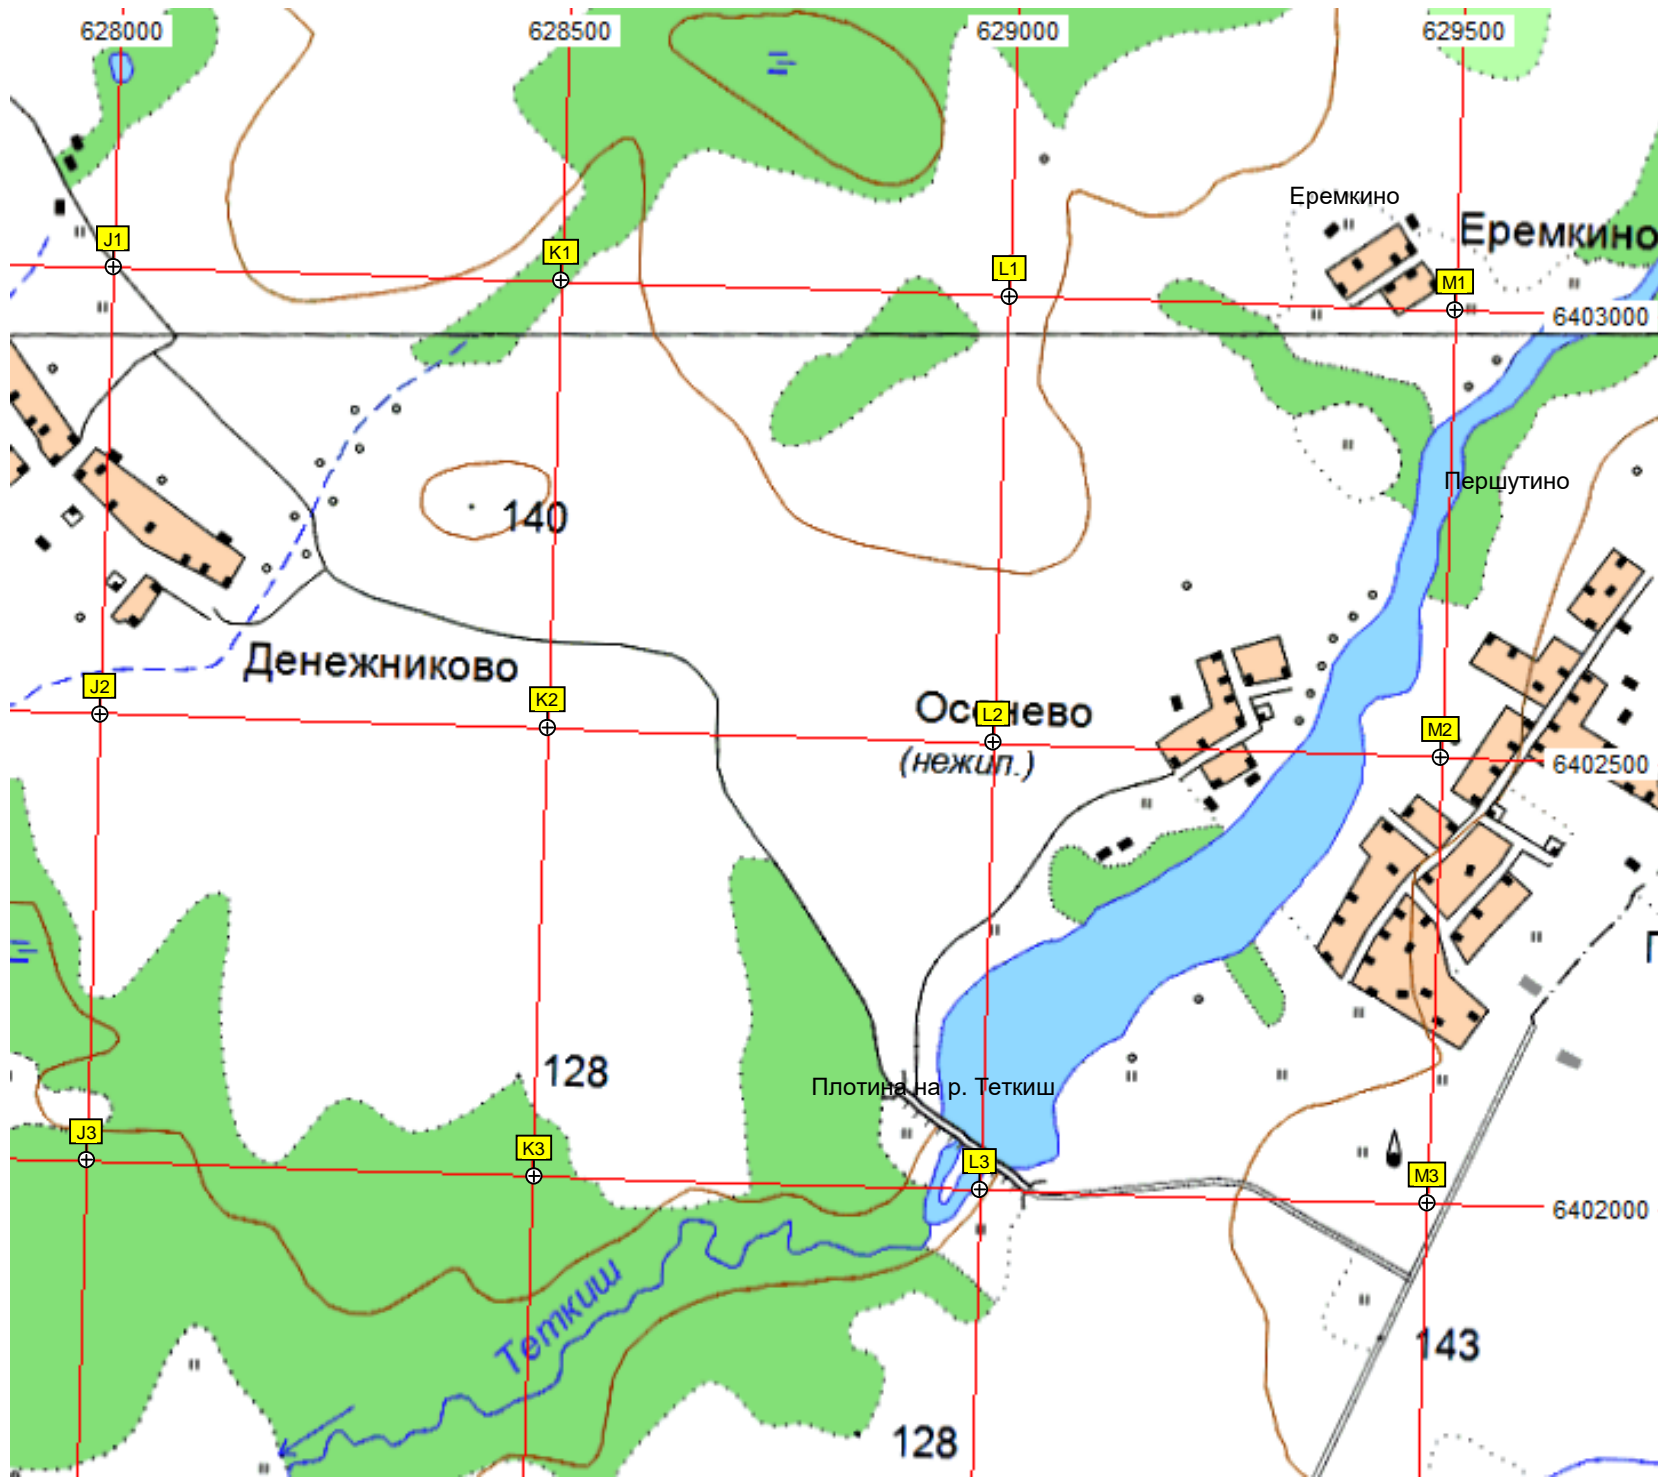 628000
628500
629000
629500
Еремкино
Еремкино
J1
K1
L1
M1
6403000
Першутино
140
Денежниково
J2
K2
Осенево
L2
M2
(нежил.)
6402500
128
Плотина на р. Теткиш
J3
K3
L3
M3
6402000
Теткиш
143
128